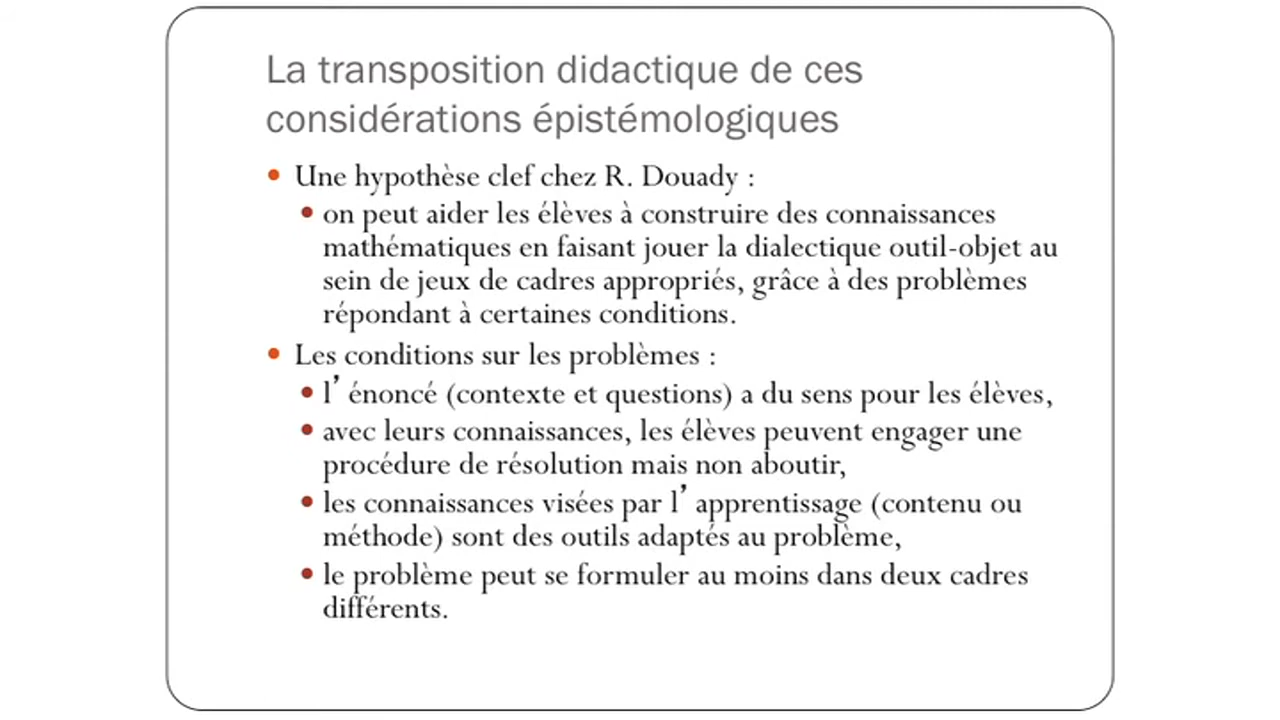 La transposition didactique de ces
considérations épistémologiques
• Une hypothèse clef chez R. Douady :
• on peut aider les élèves à construire des connaissances
mathématiques en faisant jouer la dialectique outil-objet au
sein de jeux de cadres appropriés, grâce à des problèmes
répondant à certaines conditions.
• Les conditions sur les problèmes :
• l’ énoncé (contexte et questions) a du sens pour les élèves,
• avec leurs connaissances, les élèves peuvent engager une
procédure de résolution mais non aboutir,
• les connaissances visées par l’ apprentissage (contenu ou
méthode) sont des outils adaptés au problème,
• le problème peut se formuler au moins dans deux cadres
différents.